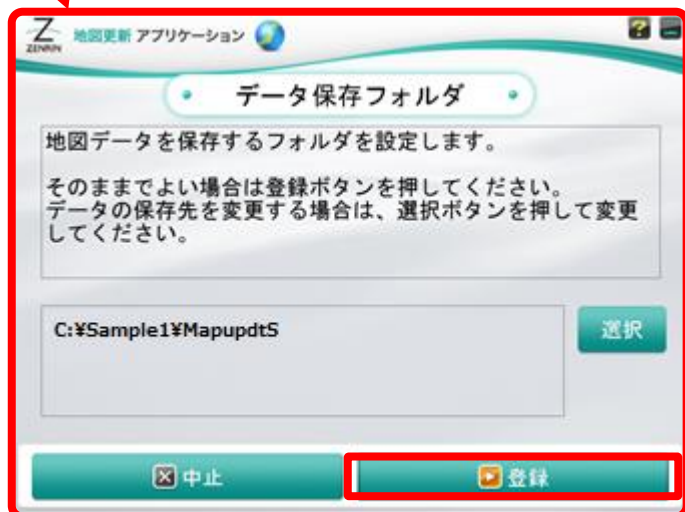 ZENRIN 地図更新 アプリケーション
データ保存フォルダ
地図データを保存するフォルダを設定します。
そのままでよい場合は登録ボタンを押してください。
データの保存先を変更する場合は、選択ボタンを押して変更
してください。
C:¥Sample1¥MapupdtS
選択
中止
登録